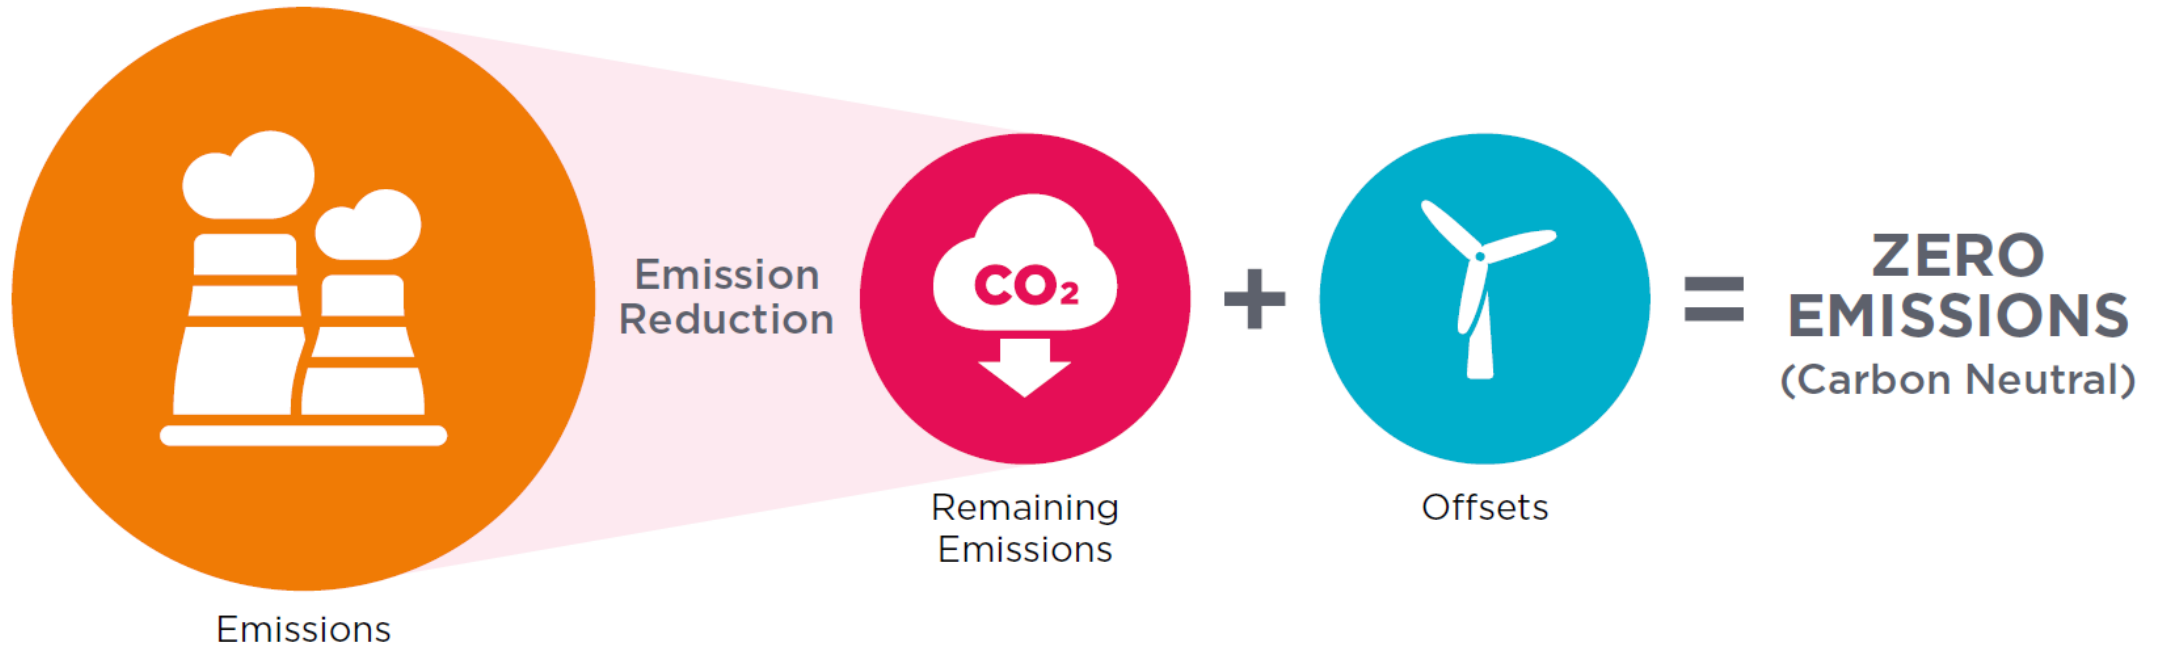 Emissions
Emission
Reduction
CO₂
Remaining
Emissions
+
Offsets
=
ZERO
EMISSIONS
(Carbon Neutral)